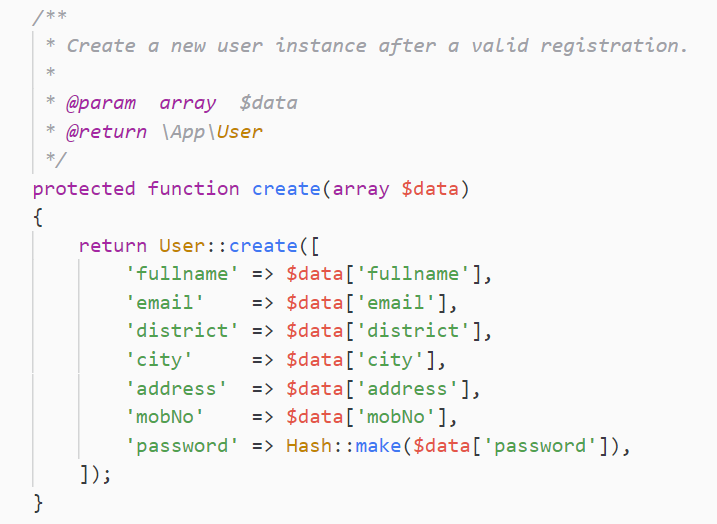 /**
 * Create a new user instance after a valid registration.
 *
 * @param  array  $data
 * @return \App\User
 */
protected function create(array $data)
{
    return User::create([
        'fullname' => $data['fullname'],
        'email'    => $data['email'],
        'district' => $data['district'],
        'city'     => $data['city'],
        'address'  => $data['address'],
        'mobNo'    => $data['mobNo'],
        'password' => Hash::make($data['password']),
    ]);
}